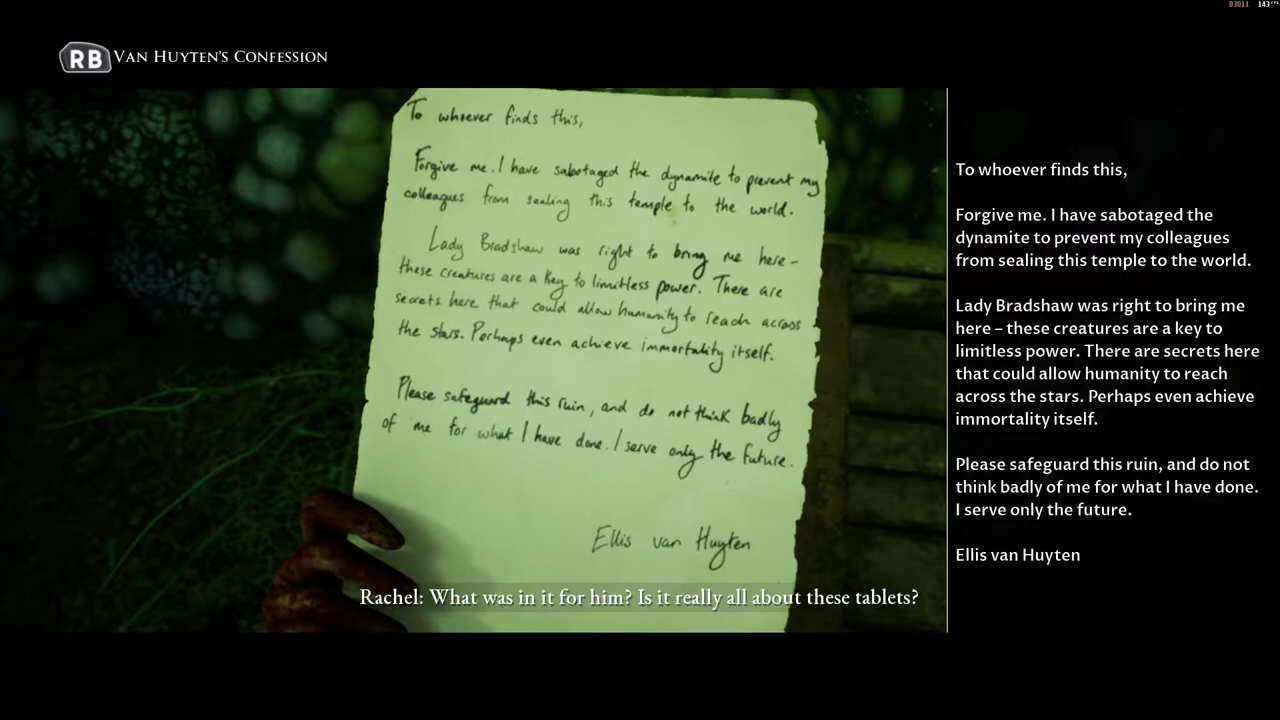 03011 143 FPS
RB VAN HUYTEN'S CONFESSION
To whoever finds this,
Forgive me. I have sabotaged the dynamite to prevent my
colleagues from sealing this temple to the world.
Lady Bradshaw was right to bring me here-
these creatures are a key to limitless power. There are
secrets here that could allow humanity to reach across
the stars. Perhaps even achieve immortality itself.
Please safeguard this ruin, and do not think badly
of me for what I have done. I serve only the future.
Ellis van Huyten
Rachel: What was in it for him? Is it really all about these tablets?
To whoever finds this,
Forgive me. I have sabotaged the
dynamite to prevent my colleagues
from sealing this temple to the world.
Lady Bradshaw was right to bring me
here – these creatures are a key to
limitless power. There are secrets here
that could allow humanity to reach
across the stars. Perhaps even achieve
immortality itself.
Please safeguard this ruin, and do not
think badly of me for what I have done.
I serve only the future.
Ellis van Huyten